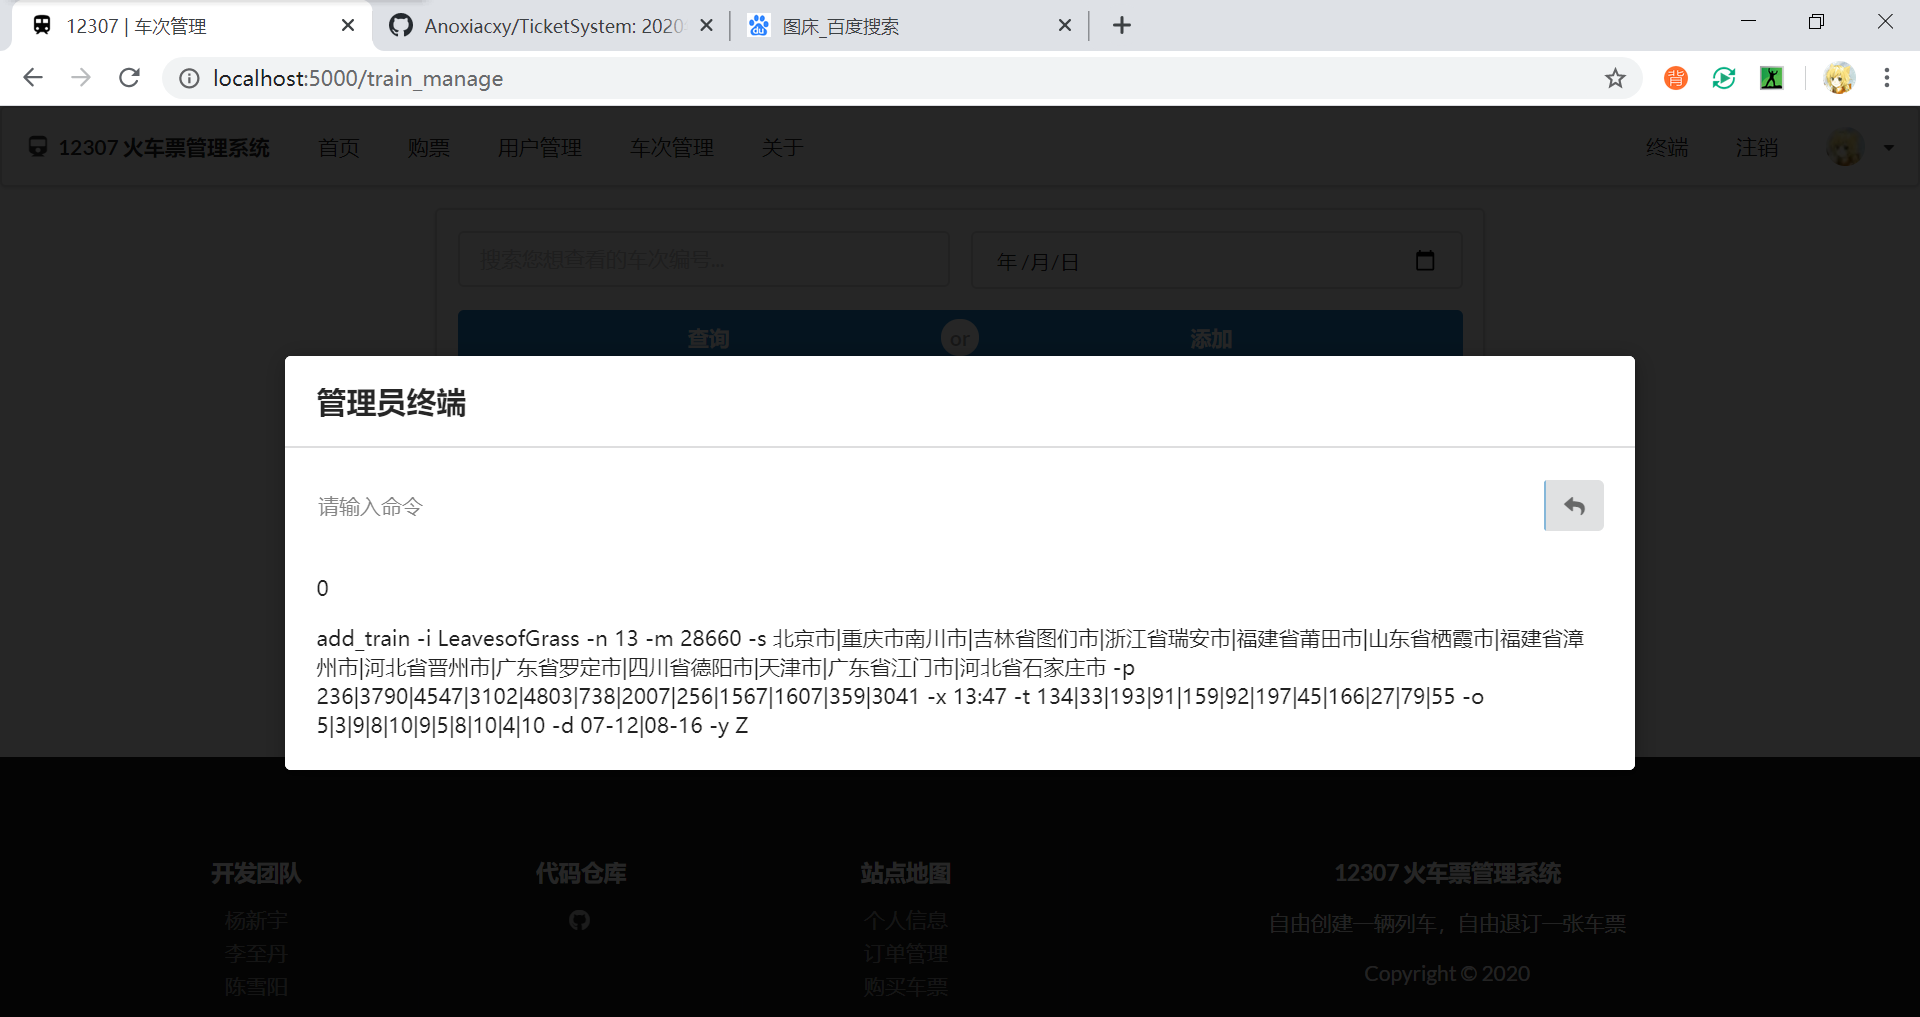 12307 | 车次管理
Anoxiacxy/TicketSystem: 2020
图床_百度搜索
localhost:5000/train_manage
背
12307 火车票管理系统 首页 购票 用户管理 车次管理 关于 终端 注销
搜索您想查看的车次编号...
年 /月/日
查询 or 添加
管理员终端
请输入命令
0
add_train -i LeavesofGrass -n 13 -m 28660 -s 北京市|重庆市南川市|吉林省图们市|浙江省瑞安市|福建省莆田市|山东省栖霞市|福建省漳
州市|河北省晋州市|广东省罗定市|四川省德阳市|天津市|广东省江门市|河北省石家庄市 -p
236|3790|4547|3102|4803|738|2007|256|1567|1607|359|3041 -x 13:47 -t 134|33|193|91|159|92|197|45|166|27|79|55 -o
5|3|9|8|10|9|5|8|10|4|10 -d 07-12|08-16 -y Z
开发团队
杨新宇
李至丹
陈雪阳
代码仓库
站点地图
个人信息
订单管理
购买车票
12307 火车票管理系统
自由创建一辆列车，自由退订一张车票
Copyright © 2020